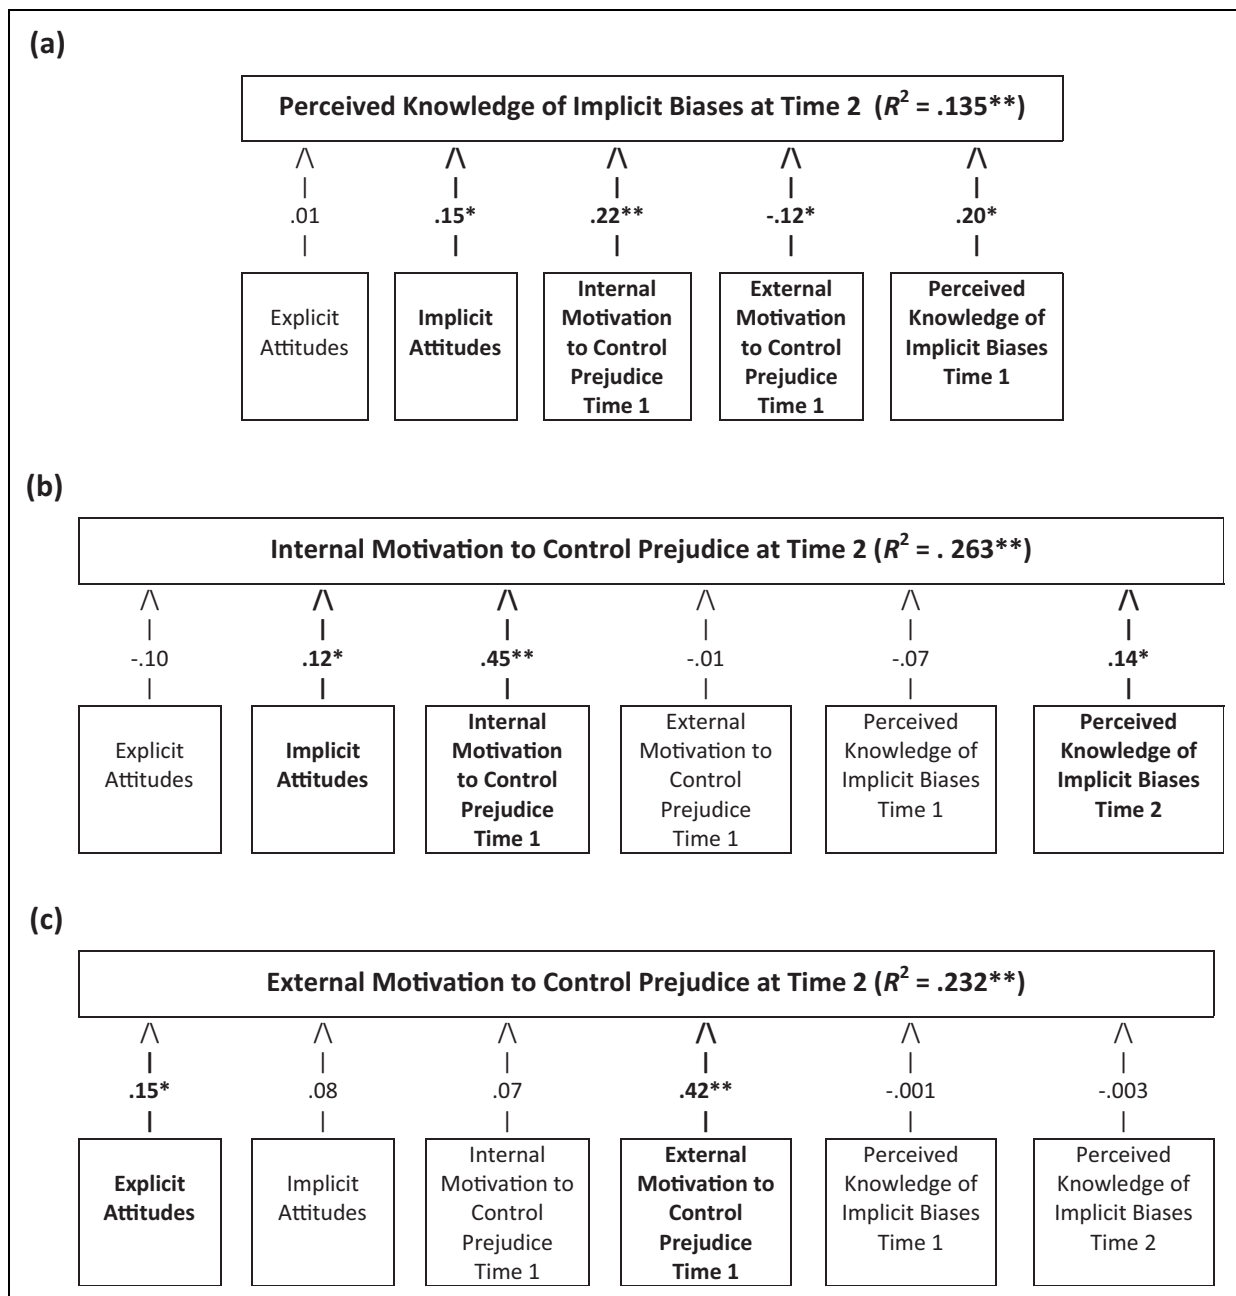 (a)
Perceived Knowledge of Implicit Biases at Time 2 (R² = .135**)
.01
.15*
.22**
-.12*
.20*
Explicit
Attitudes
Implicit
Attitudes
Internal
Motivation
to Control
Prejudice
Time 1
External
Motivation
to Control
Prejudice
Time 1
Perceived
Knowledge of
Implicit Biases
Time 1
(b)
Internal Motivation to Control Prejudice at Time 2 (R² = . 263**)
-.10
.12*
.45**
-.01
-.07
.14*
Explicit
Attitudes
Implicit
Attitudes
Internal
Motivation
to Control
Prejudice
Time 1
External
Motivation to
Control
Prejudice
Time 1
Perceived
Knowledge of
Implicit Biases
Time 1
Perceived
Knowledge of
Implicit Biases
Time 2
(c)
External Motivation to Control Prejudice at Time 2 (R² = .232**)
.15*
.08
.07
.42**
-.001
-.003
Explicit
Attitudes
Implicit
Attitudes
Internal
Motivation to
Control
Prejudice
Time 1
External
Motivation to
Control
Prejudice
Time 1
Perceived
Knowledge of
Implicit Biases
Time 1
Perceived
Knowledge of
Implicit Biases
Time 2